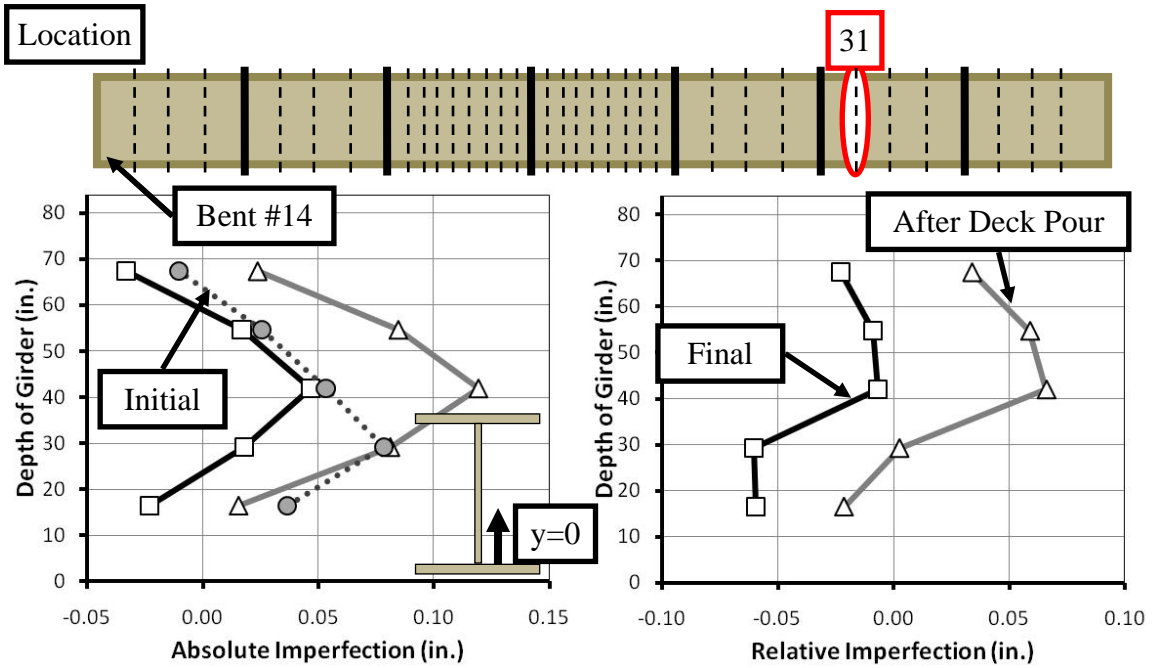 Location
31
Bent #14
After Deck Pour
Initial
Final
y=0
Depth of Girder (in.)
80
70
60
50
40
30
20
10
0
-0.05
0.00
0.05
0.10
0.15
Absolute Imperfection (in.)
Depth of Girder (in.)
80
70
60
50
40
30
20
10
0
-0.10
-0.05
0.00
0.05
0.10
Relative Imperfection (in.)